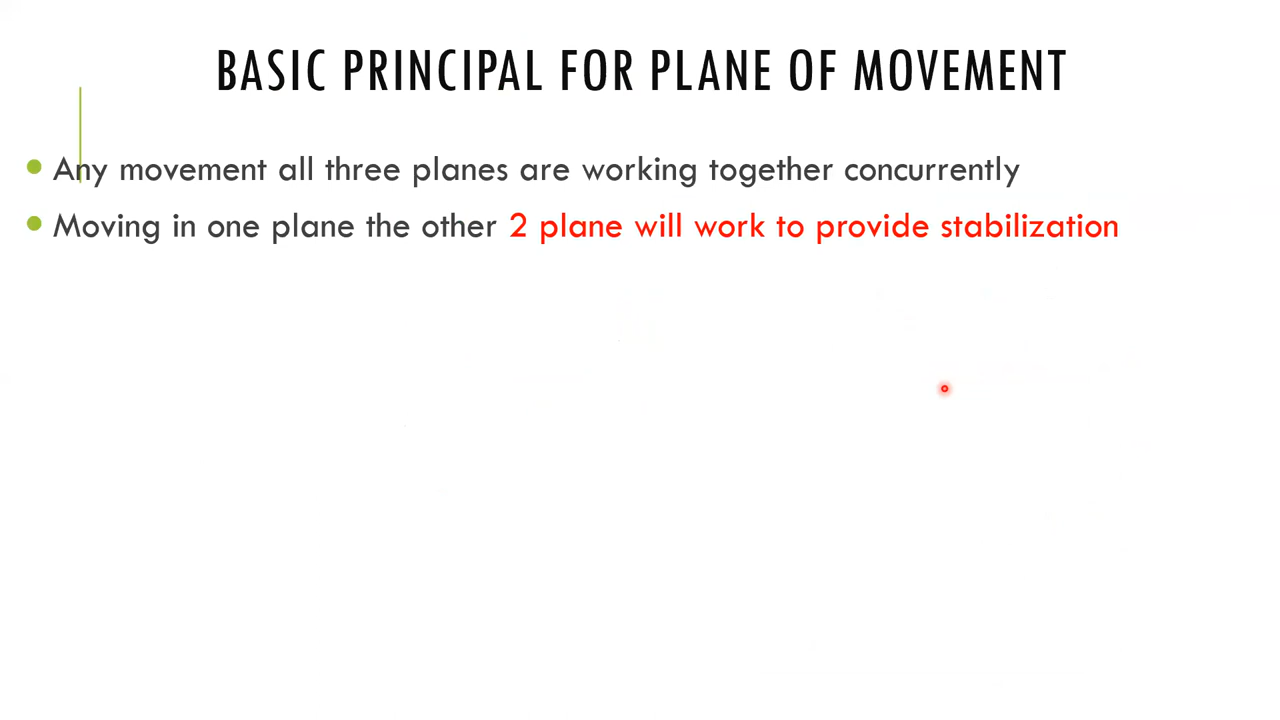 BASIC PRINCIPAL FOR PLANE OF MOVEMENT
Any movement all three planes are working together concurrently
Moving in one plane the other 2 plane will work to provide stabilization